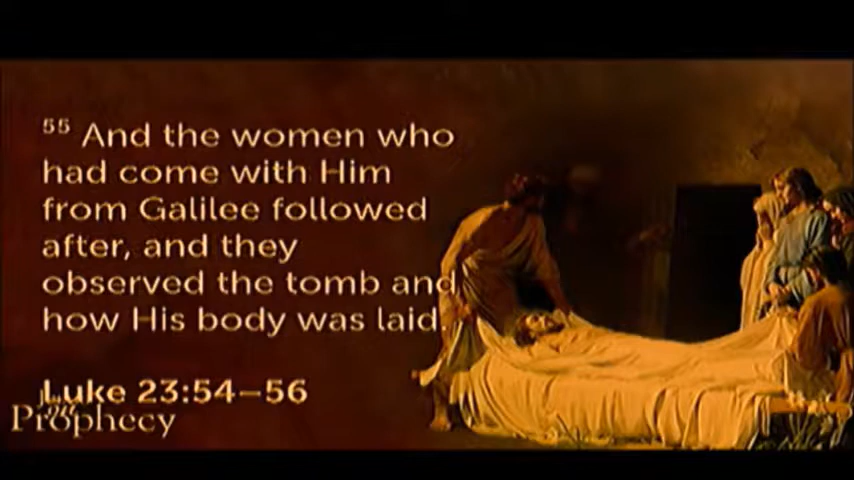 55 And the women who
had come with Him
from Galilee followed
after, and they
observed the tomb and
how His body was laid.
Luke 23:54–56
Prophecy